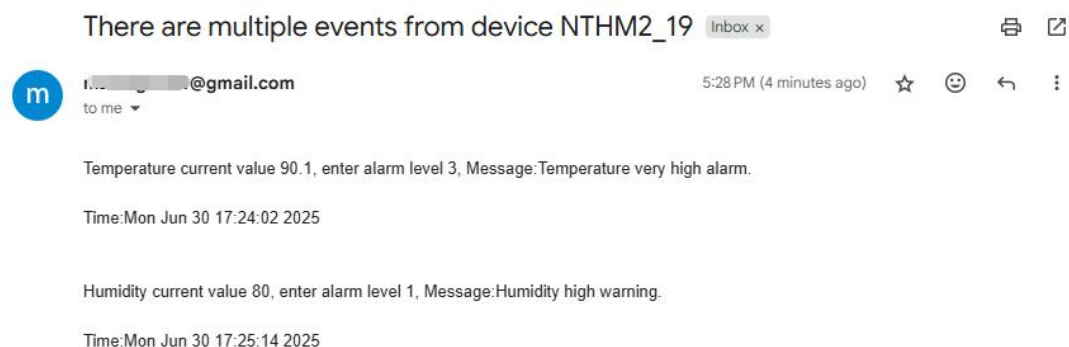 There are multiple events from device NTHM2_19 Inbox ×
m
@gmail.com 5:28 PM (4 minutes ago)
to me
Temperature current value 90.1, enter alarm level 3, Message:Temperature very high alarm.
Time:Mon Jun 30 17:24:02 2025
Humidity current value 80, enter alarm level 1, Message:Humidity high warning.
Time:Mon Jun 30 17:25:14 2025